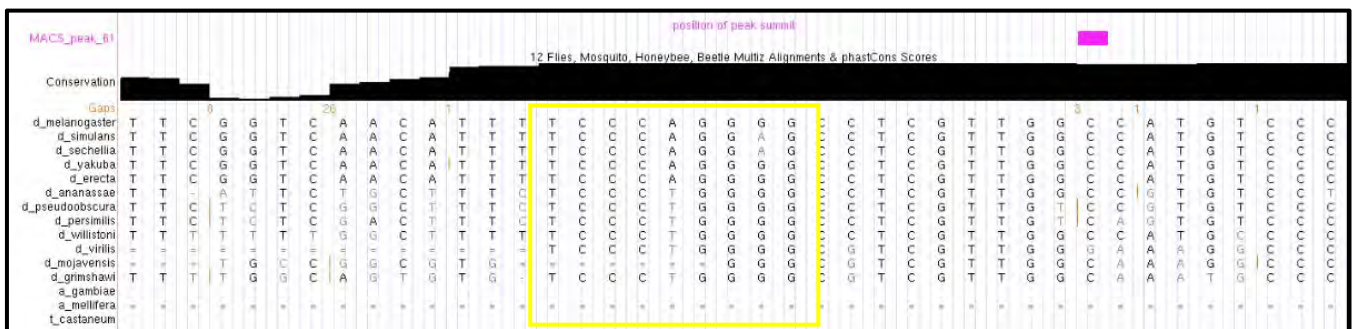 position of peak summit
MACS_peak_61
12 Flies, Mosquito, Honeybee, Beetle Multiz Alignments & phastCons Scores
Conservation
Gaps 6 26 1 3 1 1
d_melanogaster T T C G G T C A A C A T T T T C C C A G G G G C C T C G T T G G C C A T G T C C C
d_simulans T T C G G T C A A C A T T T T C C C A G G A G C C T C G T T G G C C A T G T C C C
d_sechellia T T C G G T C A A C A T T T T C C C A G G A G C C T C G T T G G C C A T G T C C C
d_yakuba T T C G G T C A A C A T T T T C C C A G G G G C C T C G T T G G C C A T G T C C C
d_erecta T T C G G T C A A C A T T T T C C C A G G G G C C T C G T T G G C C A T G T C C C
d_ananassae T T - A T T C T G C T T T C T C C C T G G G G C C T C G T T G G C C G T G T C C T
d_pseudoobscura T T C T C T C G G C T T T C T C C C T G G G G C C T C G T T G T C C G T G T C C C
d_persimilis T T C T C T C G A C T T T C T C C C T G G G G C C T C G T T G T C A G T G T C C C
d_willistoni T T T T T T T G G C T T T T T C C C T G G G G C C T C G T T G G C C A T G C C C C
d_virilis = = = = = = = = = = = = = = T C C C T G G G G C G T C G T T G G G A A A G G C C C
d_mojavensis = = = T G C C G G C G T G = = = = = = = G G G C G T C G T T G G C A A A G G C C C
d_grimshawi T T T T G G C A G T G T G - T C C C T G G G G C G T C G T T G G C A A A T G C C C
a_gambiae
a_mellifera = = = = = = = = = = = = = = = = = = = = = = = = = = = = = = = = = = = = = = = = =
t_castaneum